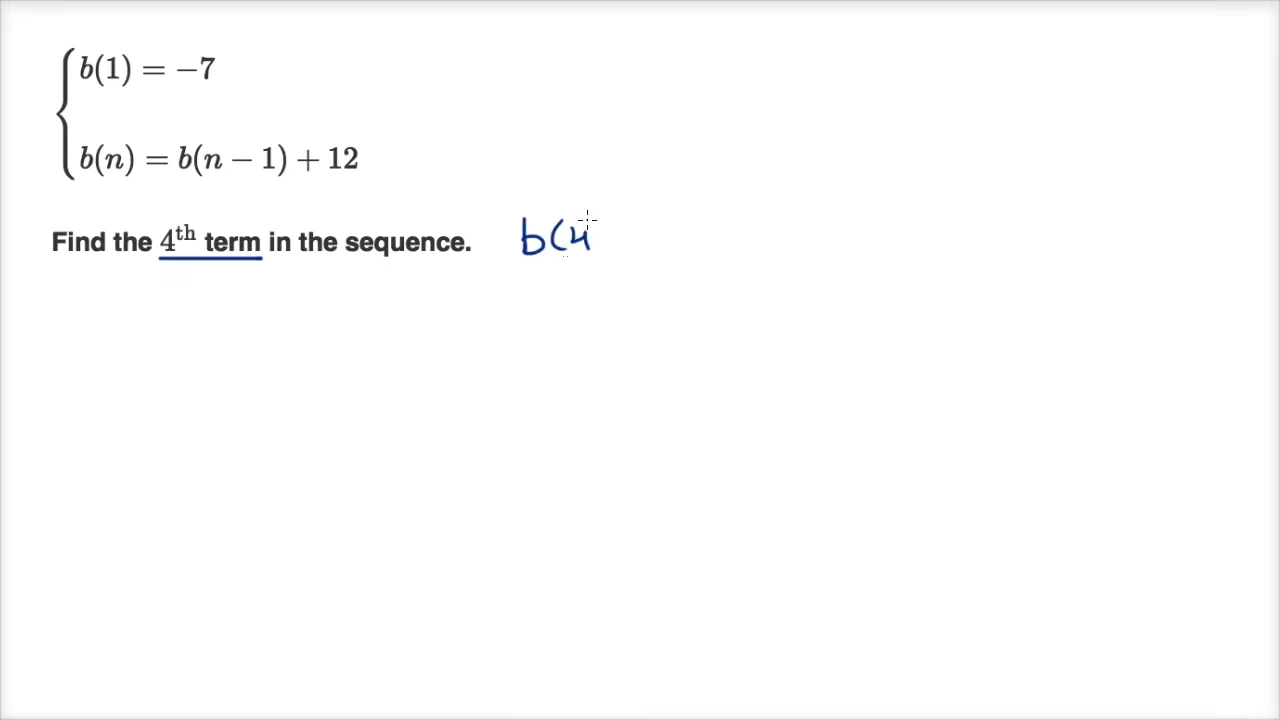 b(1) = −7
b(n) = b(n − 1) + 12
Find the 4th term in the sequence. b(4